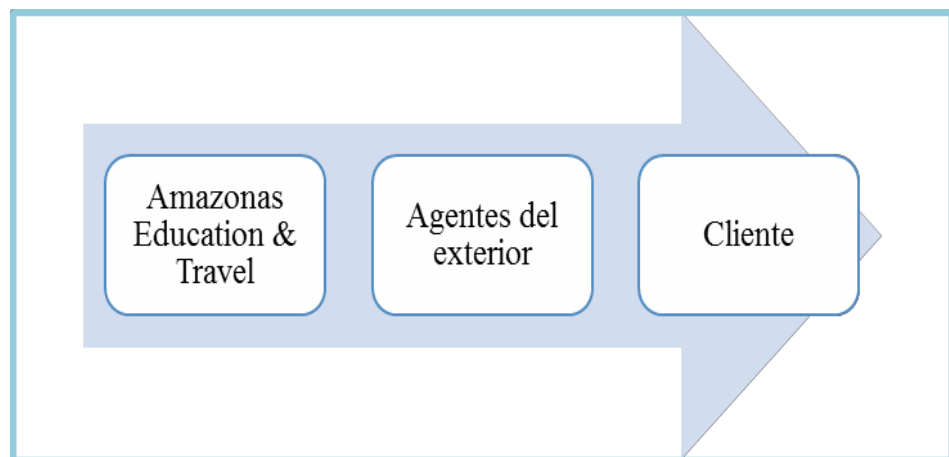 Amazonas
Education &
Travel
Agentes del
exterior
Cliente